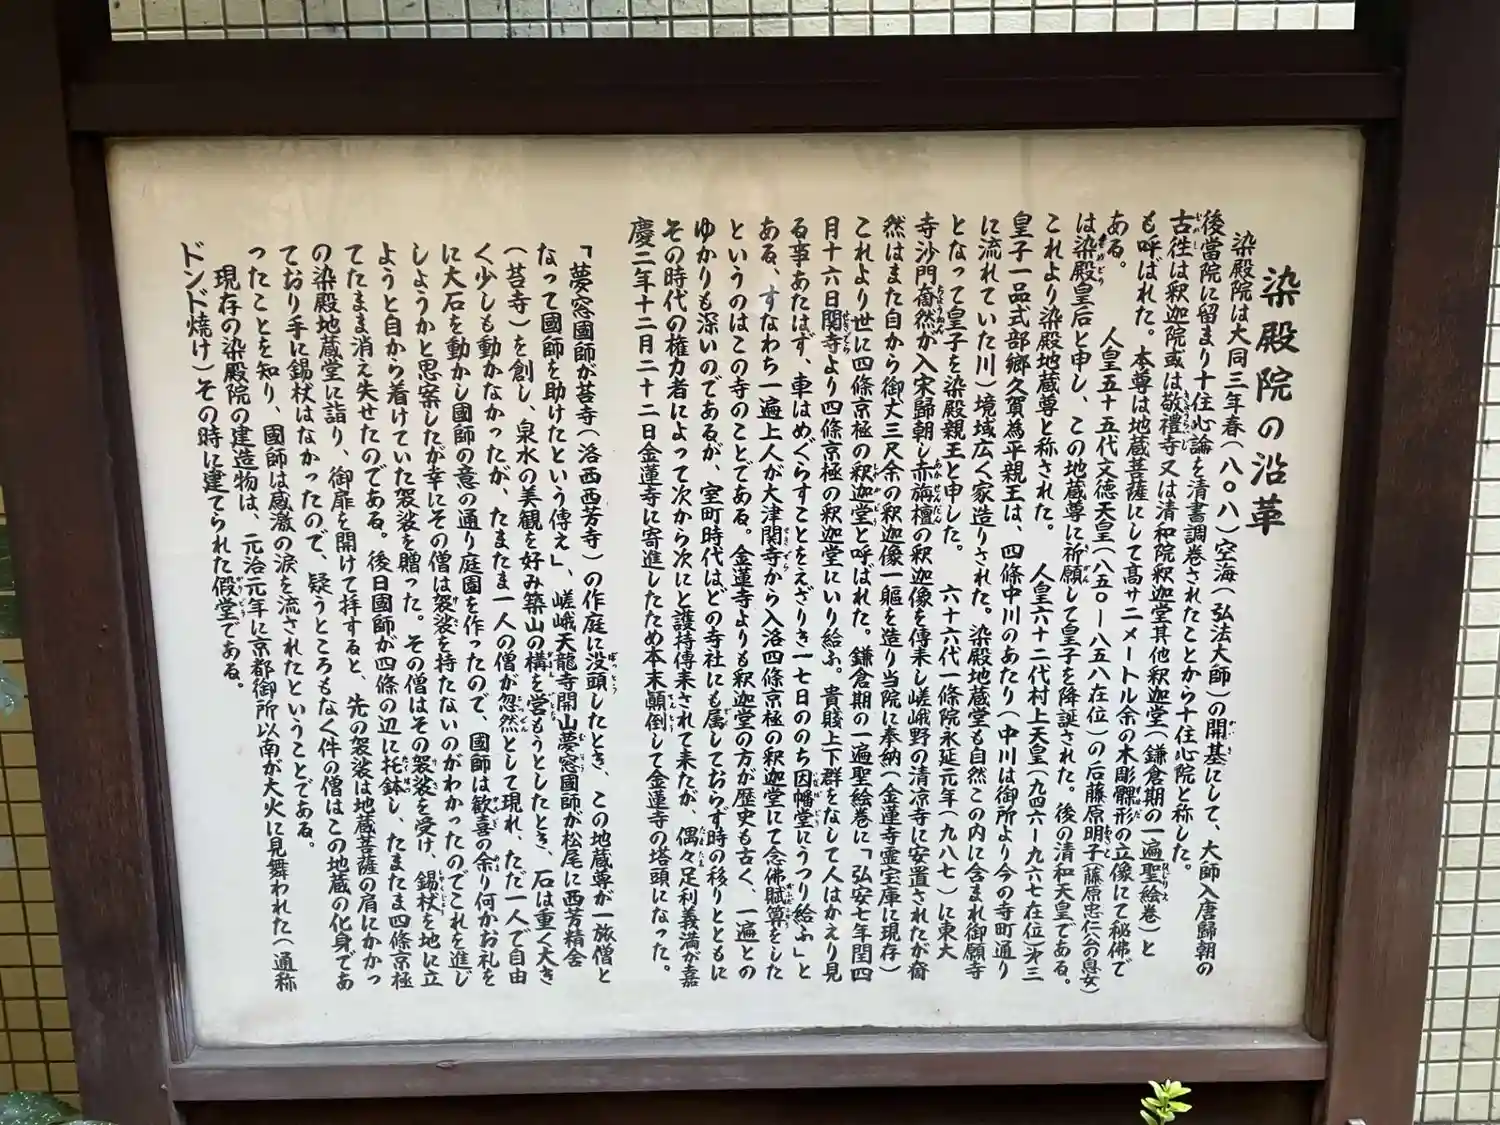 染殿院の沿革
染殿院は大同三年春(八〇八)空海(弘法大師)の開基にして、大師入唐歸朝の
後當院に留まり十住心論を清書調巻されたことから十住心院と称した。
古徃は釈迦院或は敬禮寺又は清和院釈迦堂其他釈迦堂(鎌倉期の一遍聖絵巻)と
も呼ばれた。本尊は地蔵菩薩にして髙サ二メートル余の木彫髁形の立像にて秘佛で
ある。 人皇五十五代文徳天皇(八五〇ー八五八在位)の后藤原明子(藤原忠仁公の息女)
は染殿皇后と申し、この地蔵尊に祈願して皇子を降誕された。後の清和天皇である。
これより染殿地蔵尊と称された。 人皇六十二代村上天皇(九四六ー九六七在位)㐧三
皇子一品式部郷久賀為平親王は、四條中川のあたり(中川は御所より今の寺町通り
に流れていた川)境域広く家造りされた。染殿地蔵堂も自然この内に含まれ御願寺
となって皇子を染殿親王と申した。 六十六代一條院永延元年(九八七)に東大
寺沙門奝然が入宋歸朝し赤旃檀の釈迦像を傳来し嵯峨野の清凉寺に安置されたが奝
然はまた自から御丈三尺余の釈迦像一軀を造り当院に奉納(金蓮寺霊宝庫に現存)
これより世に四條京極の釈迦堂と呼ばれた。鎌倉期の一遍聖絵巻に「弘安七年閏四
月十六日関寺より四條京極の釈迦堂にいり給ふ。貴賤上下群をなして人はかえり見
る事あたはず、車はめぐらすことをえざりき一七日ののち因幡堂にうつり給ふ」と
ある、すなわち一遍上人が大津関寺から入洛四條京極の釈迦堂にて念佛賦算をした
というのはこの寺のことである。金蓮寺よりも釈迦堂の方が歴史も古く、一遍との
ゆかりも深いのであるが、室町時代はどの寺社にも属しておらず時の移りとともに
その時代の権力者によって次から次にと護持傳来されて来たが、偶々足利義満が嘉
慶二年十二月二十二日金蓮寺に寄進したため本末顚倒して金蓮寺の塔頭になった。
「夢窓國師が苔寺(洛西西芳寺)の作庭に没頭したとき、この地蔵尊が一旅僧と
なって國師を助けたという傳え」、嵯峨天龍寺開山夢窓國師が松尾に西芳精舎
(苔寺)を創し、泉水の美観を好み築山の構を営もうとしたとき、石は重く大き
く少しも動かなかったが、たまたま一人の僧が忽然として現れ、ただ一人で自由
に大石を動かし國師の意の通り庭園を作ったので、國師は歓喜の余り何かお礼を
しようかと思案したが幸にその僧は袈裟を持たないのがわかったのでこれを進じ
ようと自から着けていた袈裟を贈った。その僧はその袈裟を受け、錫杖を地に立
てたまま消え失せたのである。後日國師が四條の辺に托鉢し、たまたま四條京極
の染殿地蔵堂に詣り、御扉を開けて拝すると、先の袈裟は地蔵菩薩の肩にかかっ
ており手に錫杖はなかったので、疑うところもなく件の僧はこの地蔵の化身であ
ったことを知り、國師は感激の涙を流されたということである。
現存の染殿院の建造物は、元治元年に京都御所以南が大火に見舞われた(通称
ドンド焼け)その時に建てられた假堂である。